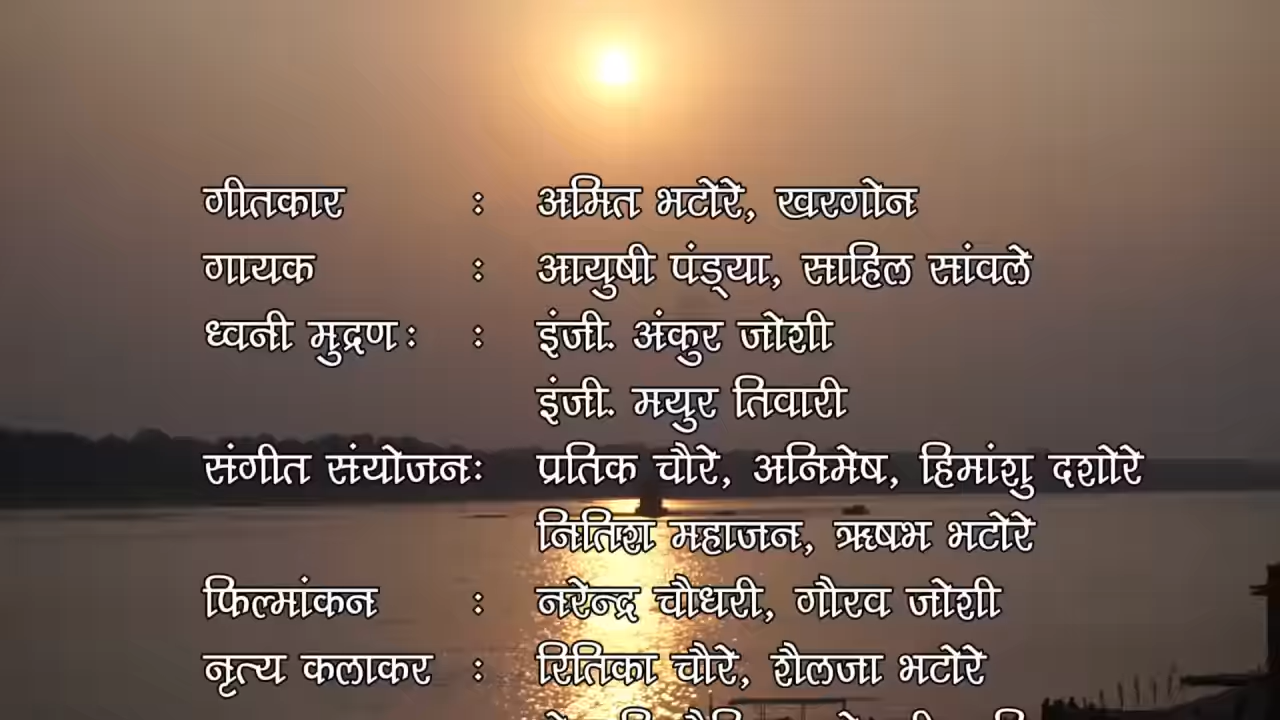 गीतकार : अमित भटोरे, खरगोन
गायक : आयुषी पंड्या, साहिल सांवले
ध्वनी मुद्रण: : इंजी. अंकुर जोशी
इंजी. मयुर तिवारी
संगीत संयोजन: प्रतिक चौरे, अनिमेष, हिमांशु दशोरे
नितिश महाजन, ऋषभ भटोरे
फिल्मांकन : नरेन्द्र चौधरी, गौरव जोशी
नृत्य कलाकर : रितिका चौरे, शैलजा भटोरे